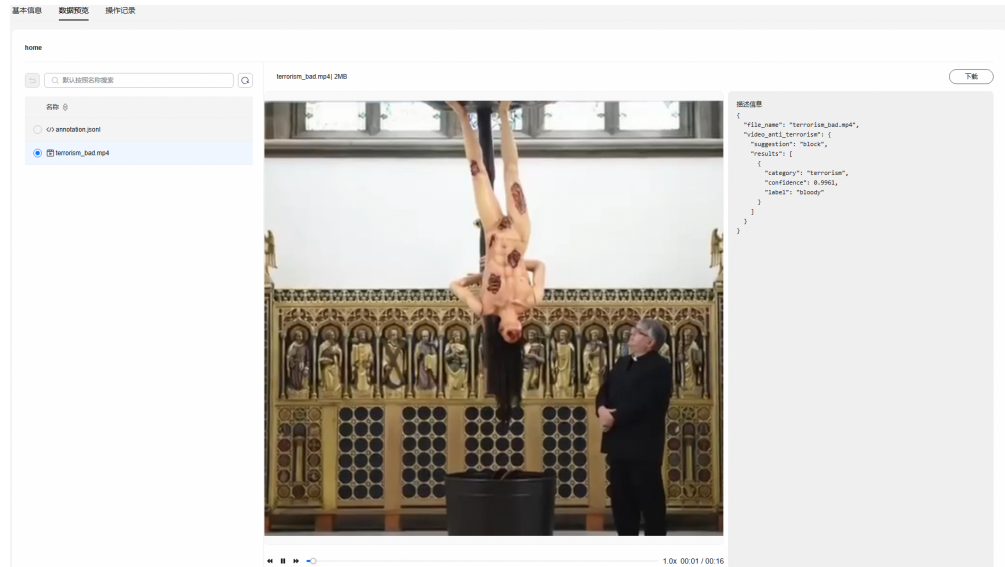 基本信息 数据预览 操作记录
home
默认按照名称搜索
名称
</> annotation.jsonl
terrorism_bad.mp4
terrorism_bad.mp4| 2MB
下载
描述信息
{
"file_name": "terrorism_bad.mp4",
"video_anti_terrorism": {
"suggestion": "block",
"results": [
{
"category": "terrorism",
"confidence": 0.9961,
"label": "bloody"
}
]
}
}
1.0x 00:01 / 00:16